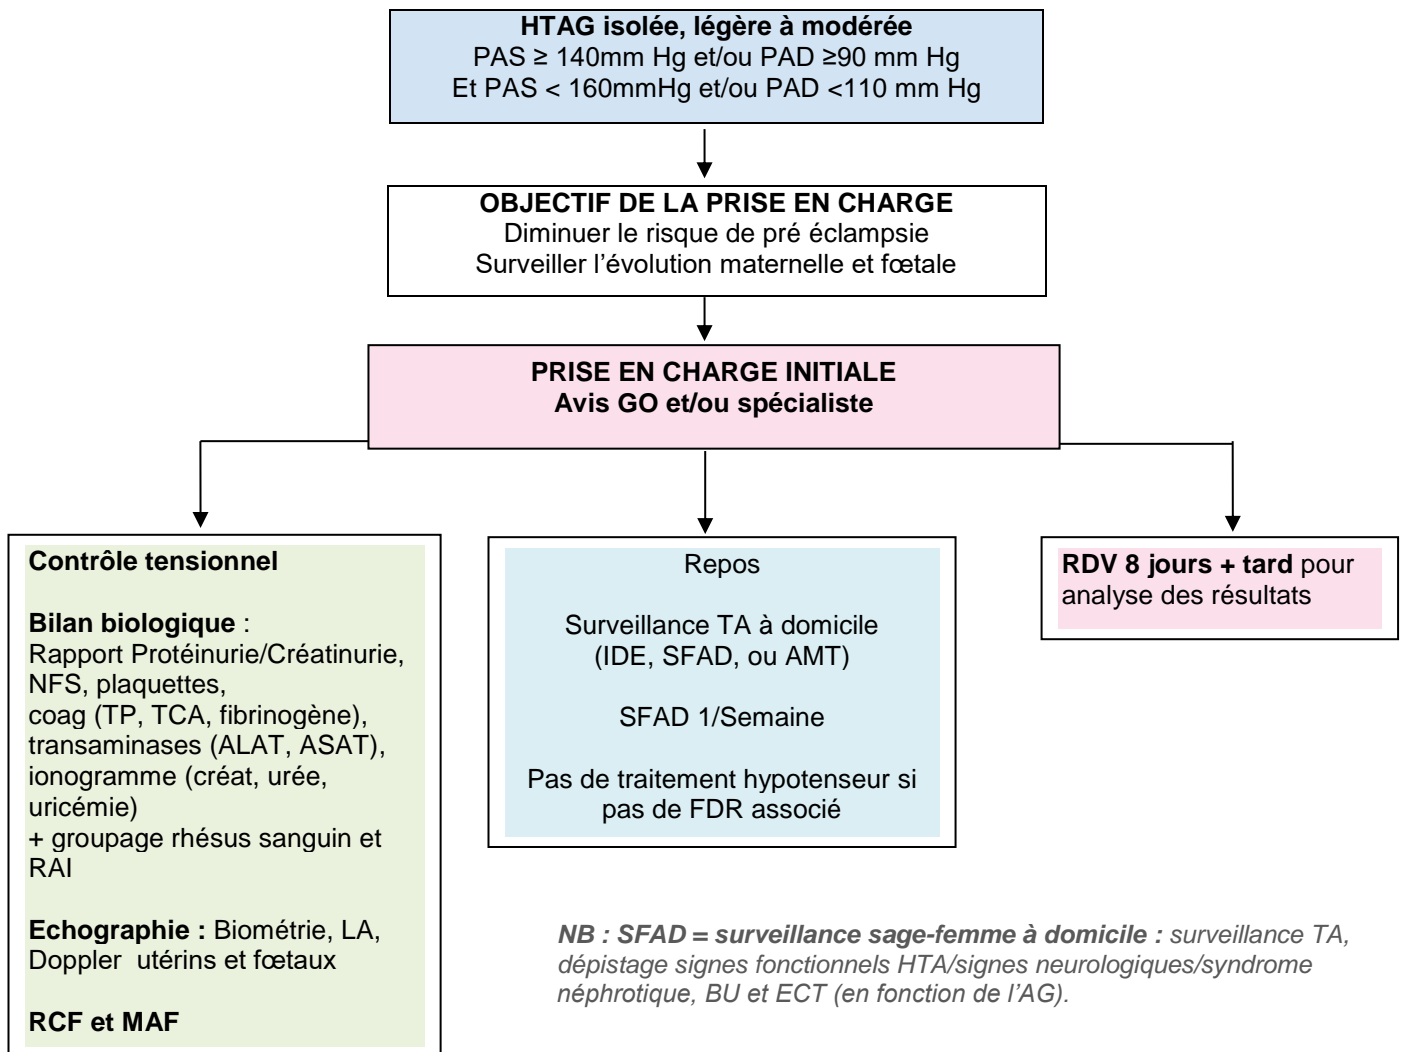 HTAG isolée, légère à modérée
PAS ≥ 140mm Hg et/ou PAD ≥90 mm Hg
Et PAS < 160mmHg et/ou PAD <110 mm Hg
OBJECTIF DE LA PRISE EN CHARGE
Diminuer le risque de pré éclampsie
Surveiller l’évolution maternelle et fœtale
PRISE EN CHARGE INITIALE
Avis GO et/ou spécialiste
Contrôle tensionnel
Bilan biologique :
Rapport Protéinurie/Créatinurie,
NFS, plaquettes,
coag (TP, TCA, fibrinogène),
transaminases (ALAT, ASAT),
ionogramme (créat, urée,
uricémie)
+ groupage rhésus sanguin et
RAI
Echographie : Biométrie, LA,
Doppler utérins et fœtaux
RCF et MAF
Repos
Surveillance TA à domicile
(IDE, SFAD, ou AMT)
SFAD 1/Semaine
Pas de traitement hypotenseur si
pas de FDR associé
RDV 8 jours + tard pour
analyse des résultats
NB : SFAD = surveillance sage-femme à domicile : surveillance TA,
dépistage signes fonctionnels HTA/signes neurologiques/syndrome
néphrotique, BU et ECT (en fonction de l’AG).